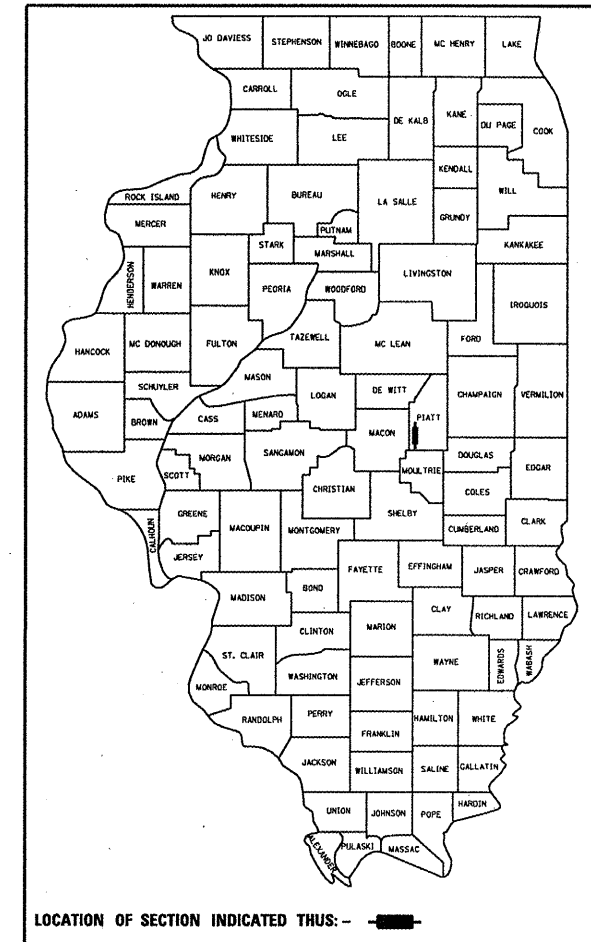 JO DAVIESS STEPHENSON WINNEBAGO BOONE MC HENRY LAKE
CARROLL OGLE DE KALB KANE DU PAGE COOK
WHITESIDE LEE
KENDALL WILL
ROCK ISLAND HENRY BUREAU LA SALLE GRUNDY
MERCER PUTNAM
STARK MARSHALL KANKAKEE
HENDERSON WARREN KNOX PEORIA WOODFORD LIVINGSTON IROQUOIS
HANCOCK MC DONOUGH FULTON TAZEWELL MC LEAN FORD
SCHUYLER MASON LOGAN DE WITT CHAMPAIGN VERMILION
ADAMS BROWN CASS MENARD MACON PIATT
MORGAN SANGAMON DOUGLAS EDGAR
PIKE SCOTT CHRISTIAN MOULTRIE COLES
GREENE SHELBY
CALHOUN JERSEY MACOUPIN MONTGOMERY CUMBERLAND CLARK
FAYETTE EFFINGHAM JASPER CRAWFORD
MADISON BOND CLAY RICHLAND LAWRENCE
CLINTON MARION
ST. CLAIR WAYNE EDWARDS WABASH
MONROE WASHINGTON JEFFERSON
RANDOLPH PERRY HAMILTON WHITE
FRANKLIN
JACKSON WILLIAMSON SALINE GALLATIN
UNION JOHNSON POPE HARDIN
ALEXANDER PULASKI MASSAC
LOCATION OF SECTION INDICATED THUS: -